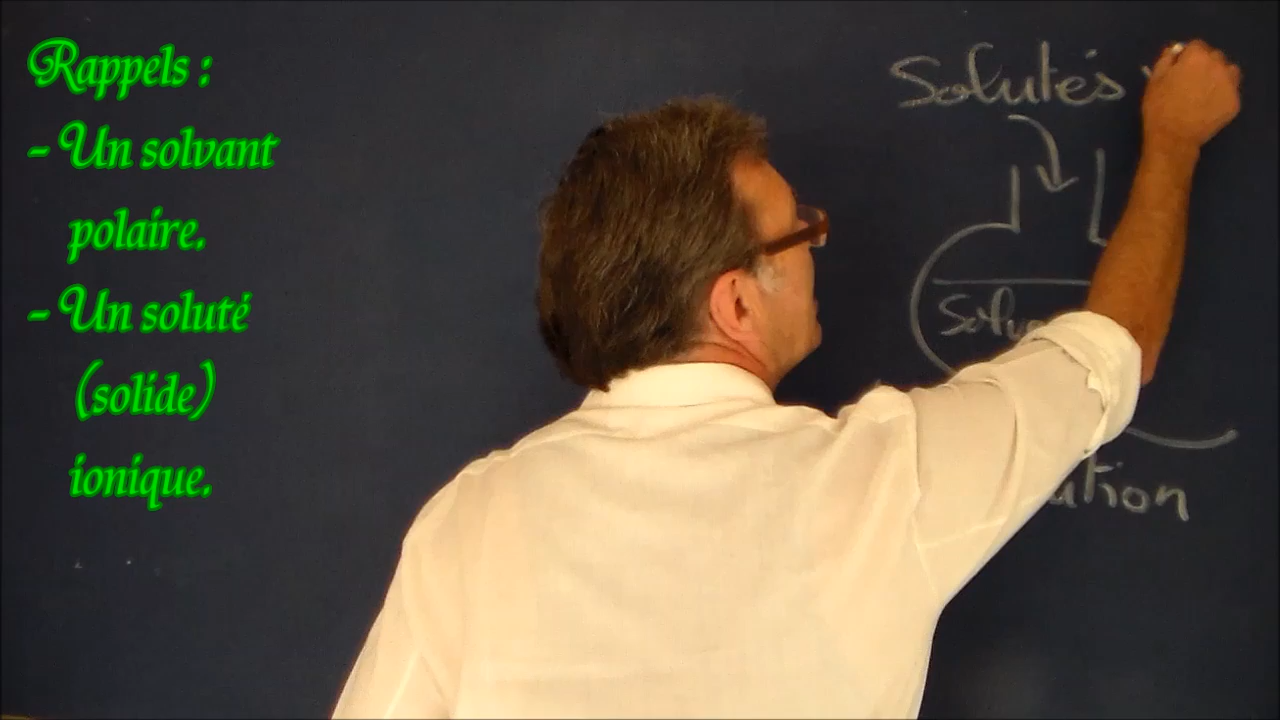 Rappels :
- Un solvant
polaire.
- Un soluté
(solide)
ionique.
Solutés